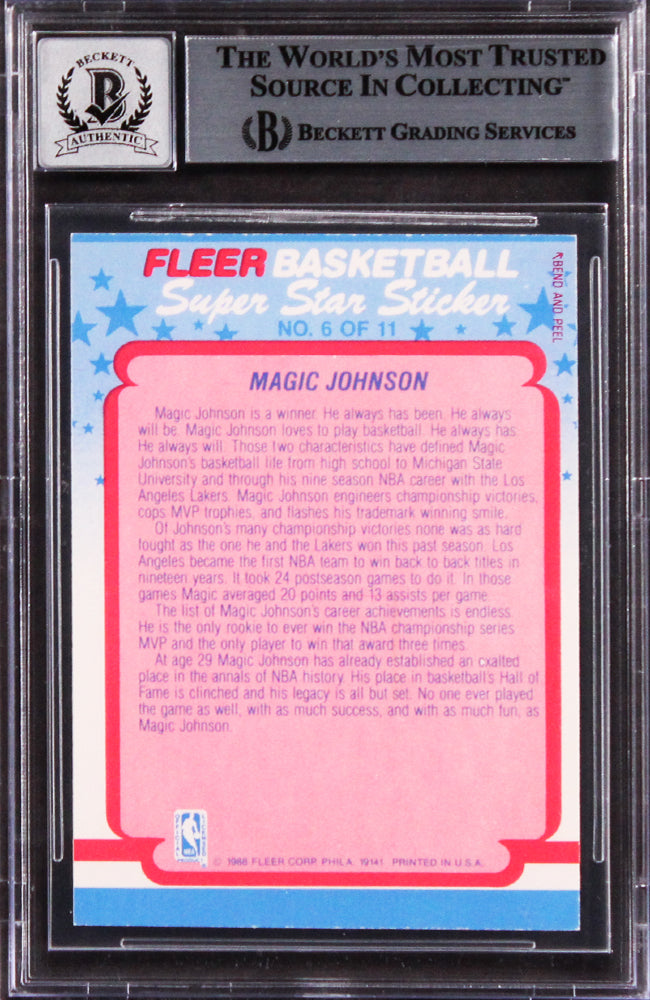 BECKETT
B
AUTHENTIC
THE WORLD'S MOST TRUSTED
SOURCE IN COLLECTING™
B BECKETT GRADING SERVICES
FLEER BASKETBALL
Super Star Sticker
NO. 6 OF 11
BEND AND PEEL
MAGIC JOHNSON
Magic Johnson is a winner. He always has been. He always
will be. Magic Johnson loves to play basketball. He always has.
He always will. Those two characteristics have defined Magic
Johnson's basketball life from high school to Michigan State
University and through his nine season NBA career with the Los
Angeles Lakers. Magic Johnson engineers championship victories,
cops MVP trophies, and flashes his trademark winning smile.
Of Johnson's many championship victories none was as hard
fought as the one he and the Lakers won this past season. Los
Angeles became the first NBA team to win back to back titles in
nineteen years. It took 24 postseason games to do it. In those
games Magic averaged 20 points and 13 assists per game.
The list of Magic Johnson's career achievements is endless.
He is the only rookie to ever win the NBA championship series
MVP and the only player to win that award three times.
At age 29 Magic Johnson has already established an exalted
place in the annals of NBA history. His place in basketball's Hall of
Fame is clinched and his legacy is all but set. No one ever played
the game as well, with as much success, and with as much fun, as
Magic Johnson.
OFFICIAL LICENSED
NBA
PRODUCT
© 1988 FLEER CORP. PHILA. 19141 PRINTED IN U.S.A.